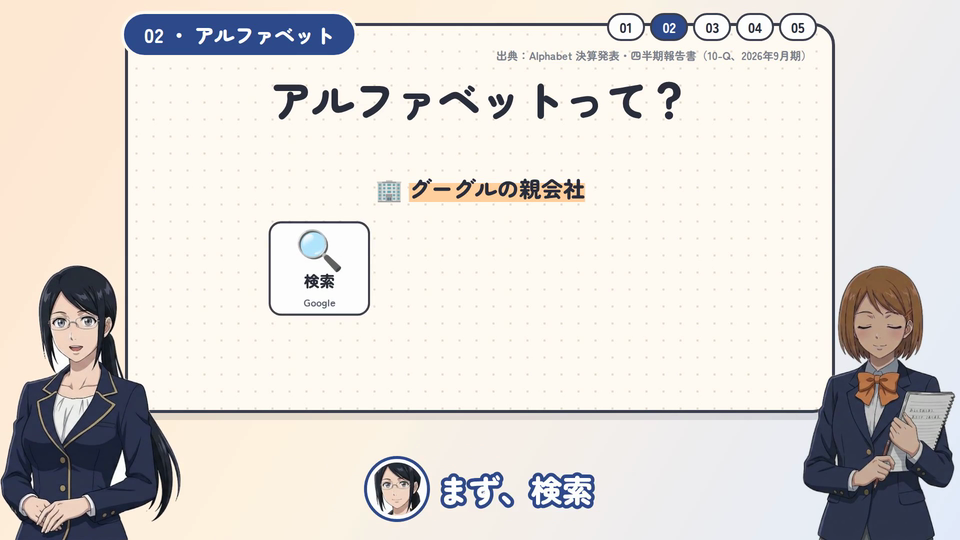 02 ・ アルファベット
01 02 03 04 05
出典：Alphabet 決算発表・四半期報告書（10-Q、2026年9月期）
アルファベットって？
グーグルの親会社
検索
Google
まず、検索